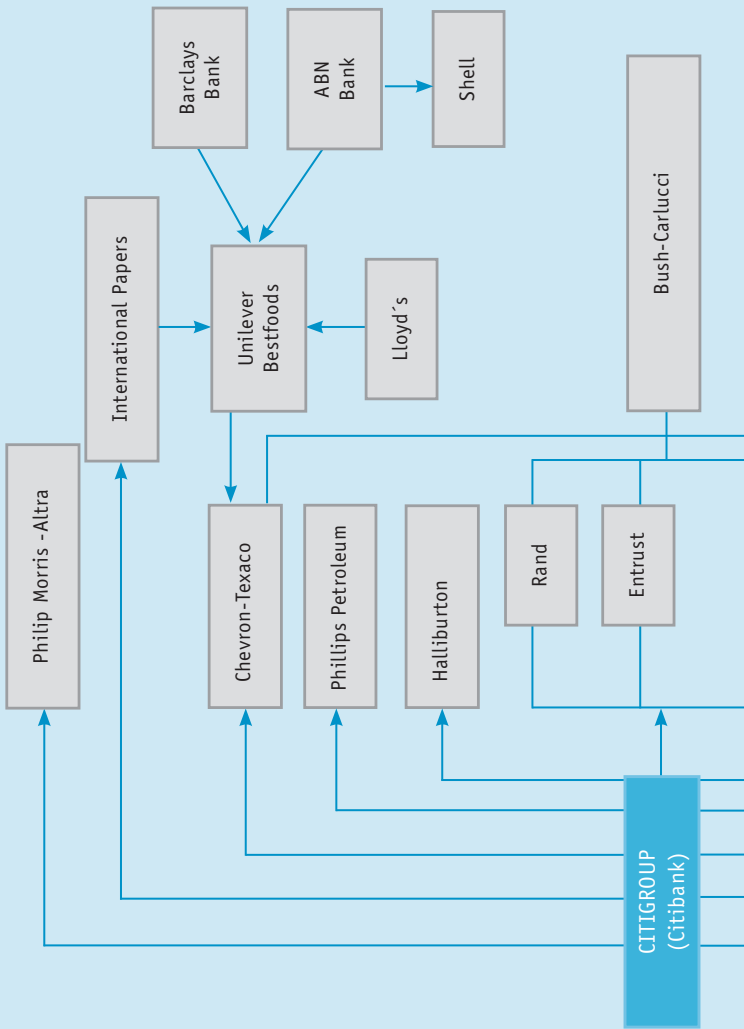 Philip Morris -Altra
International Papers
Barclays
Bank
ABN
Bank
Shell
Unilever
Bestfoods
Lloyd´s
Chevron-Texaco
Phillips Petroleum
Halliburton
Rand
Entrust
Bush-Carlucci
CITIGROUP
(Citibank)